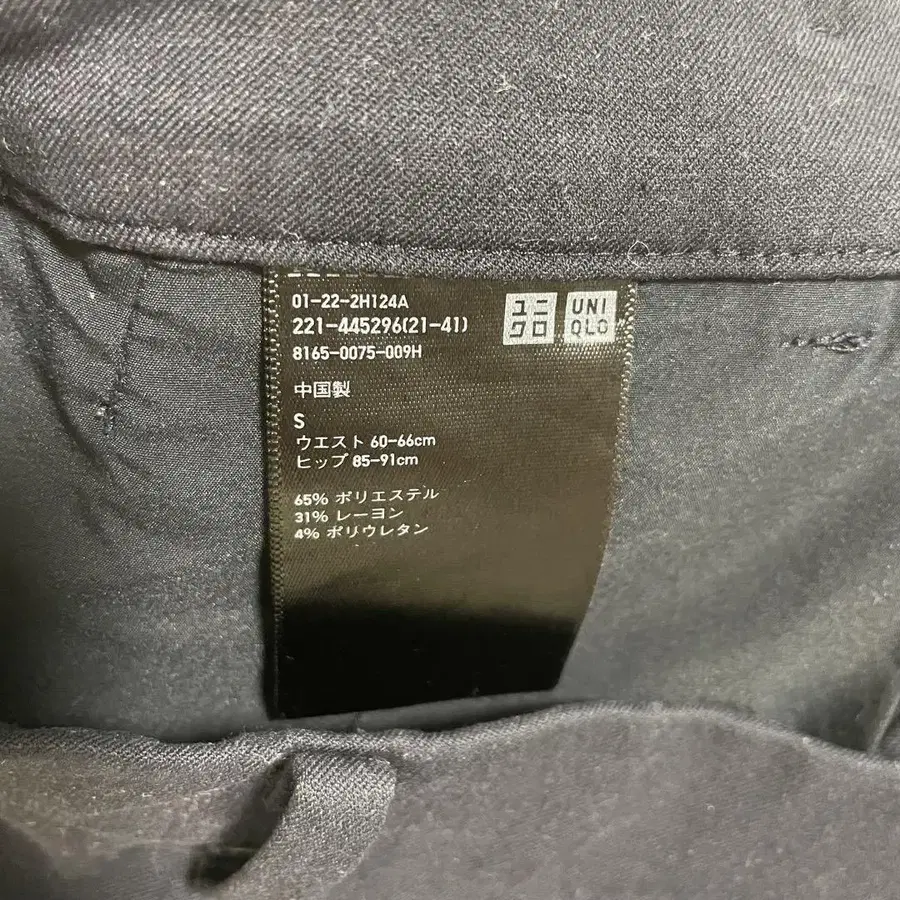 01-22-2H124A
221-445296(21-41)
8165-0075-009H
ユニ
クロ
UNI
QLO
中国製
S
ウエスト 60-66cm
ヒップ 85-91cm
65% ポリエステル
31% レーヨン
4% ポリウレタン